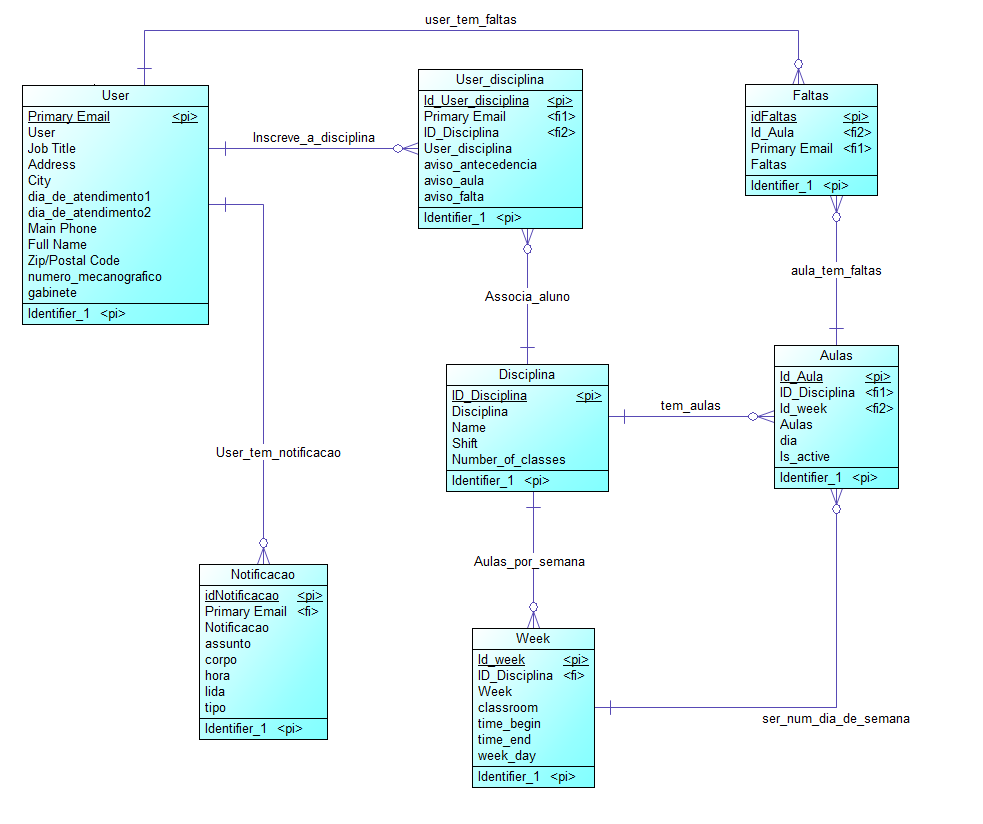 user_tem_faltas
User
Primary Email <pi>
User
Job Title
Address
City
dia_de_atendimento1
dia_de_atendimento2
Main Phone
Full Name
Zip/Postal Code
numero_mecanografico
gabinete
Identifier_1 <pi>
Inscreve_a_disciplina
User_disciplina
Id_User_disciplina <pi>
Primary Email <fi1>
ID_Disciplina <fi2>
User_disciplina
aviso_antecedencia
aviso_aula
aviso_falta
Identifier_1 <pi>
Faltas
idFaltas <pi>
Id_Aula <fi2>
Primary Email <fi1>
Faltas
Identifier_1 <pi>
Associa_aluno
aula_tem_faltas
Disciplina
ID_Disciplina <pi>
Disciplina
Name
Shift
Number_of_classes
Identifier_1 <pi>
tem_aulas
Aulas
Id_Aula <pi>
ID_Disciplina <fi1>
Id_week <fi2>
Aulas
dia
Is_active
Identifier_1 <pi>
User_tem_notificacao
Aulas_por_semana
Notificacao
idNotificacao <pi>
Primary Email <fi>
Notificacao
assunto
corpo
hora
lida
tipo
Identifier_1 <pi>
Week
Id_week <pi>
ID_Disciplina <fi>
Week
classroom
time_begin
time_end
week_day
Identifier_1 <pi>
ser_num_dia_de_semana